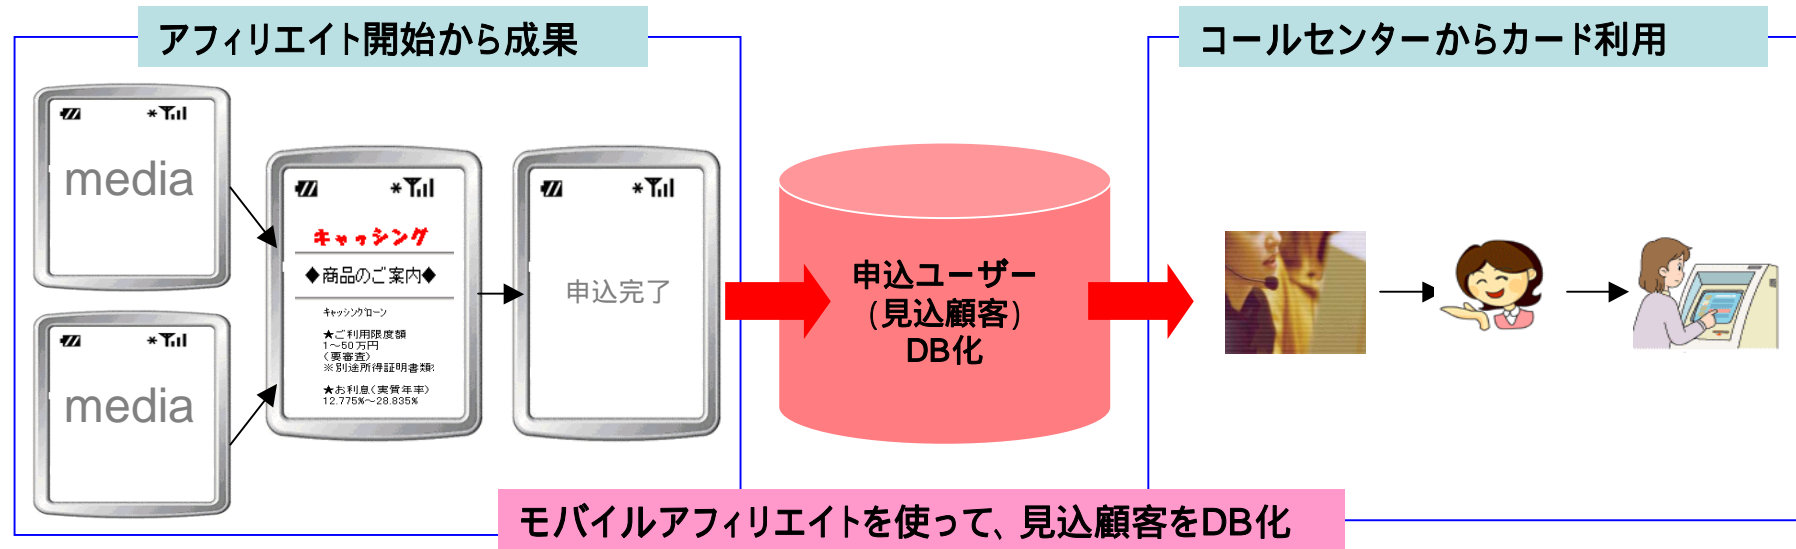 アフィリエイト開始から成果
コールセンターからカード利用
media
media
キャッシング
◆商品のご案内◆
キャッシングローン
★ご利用限度額
1～50万円
(要審査)
※別途所得証明書類
★お利息(実質年率)
12.775%～28.835%
申込完了
申込ユーザー
(見込顧客)
DB化
モバイルアフィリエイトを使って、見込顧客をDB化